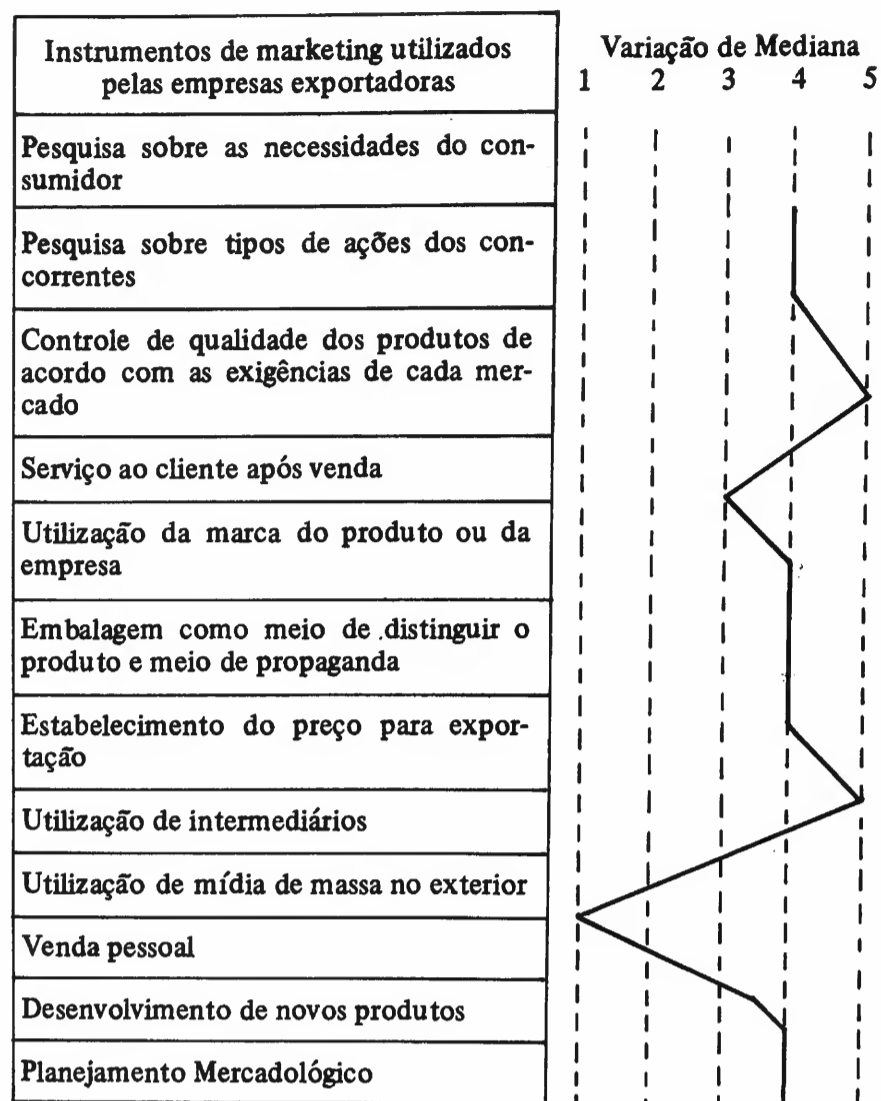 Instrumentos de marketing utilizados
pelas empresas exportadoras
Variação de Mediana
1 2 3 4 5
Pesquisa sobre as necessidades do con-
sumidor
Pesquisa sobre tipos de ações dos con-
correntes
Controle de qualidade dos produtos de
acordo com as exigências de cada mer-
cado
Serviço ao cliente após venda
Utilização da marca do produto ou da
empresa
Embalagem como meio de .distinguir o
produto e meio de propaganda
Estabelecimento do preço para expor-
tação
Utilização de intermediários
Utilização de mídia de massa no exterior
Venda pessoal
Desenvolvimento de novos produtos
Planejamento Mercadológico